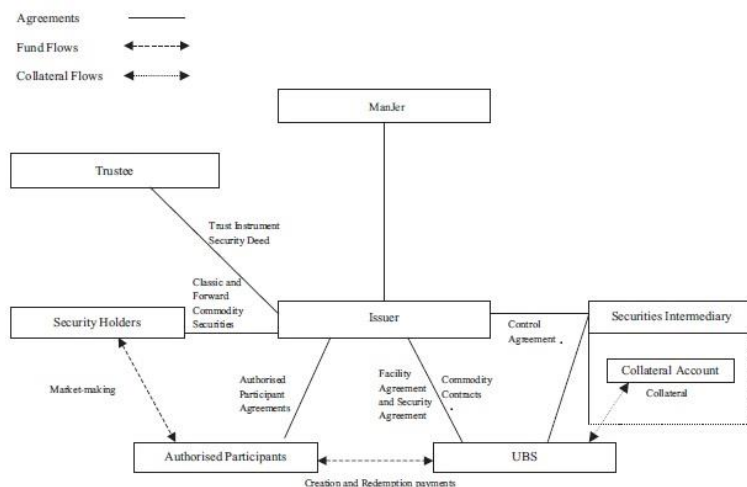 Agreements
Fund Flows
Collateral Flows
ManJer
Trustee
Trust Instrument
Security Deed
Classic and
Forward
Commodity
Securities
Security Holders
Issuer
Securities Intermediary
Control
Agreement
Collateral Account
Collateral
Market-making
Authorised
Participant
Agreements
Facility
Agreement
and Security
Agreement
Commodity
Contracts
Authorised Participants
UBS
Creation and Redemption payments